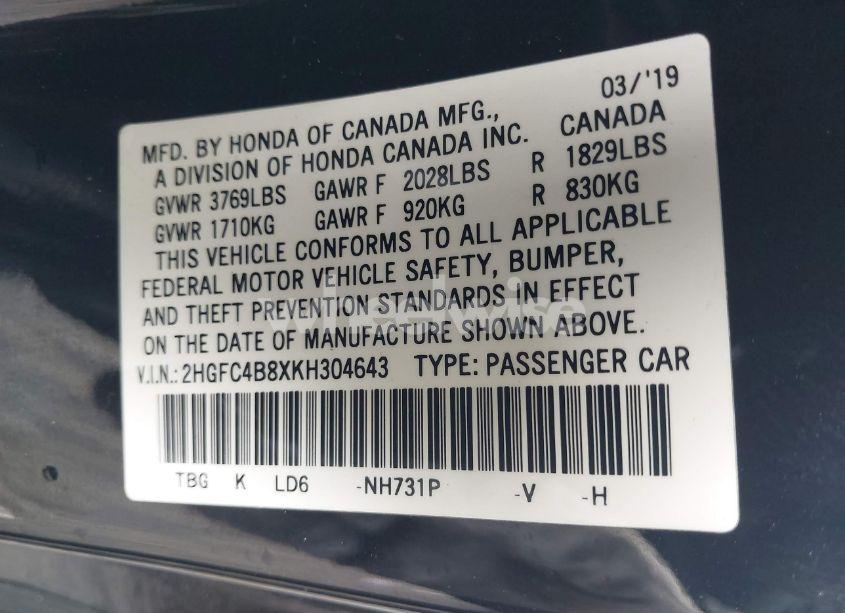 03/'19
MFD. BY HONDA OF CANADA MFG.,
A DIVISION OF HONDA CANADA INC. CANADA
GVWR 3769LBS GAWR F 2028LBS R 1829LBS
GVWR 1710KG GAWR F 920KG R 830KG
THIS VEHICLE CONFORMS TO ALL APPLICABLE
FEDERAL MOTOR VEHICLE SAFETY, BUMPER,
AND THEFT PREVENTION STANDARDS IN EFFECT
ON THE DATE OF MANUFACTURE SHOWN ABOVE.
V.I.N.: 2HGFC4B8XKH304643 TYPE: PASSENGER CAR
TBG K LD6 -NH731P -V -H
wheelwise